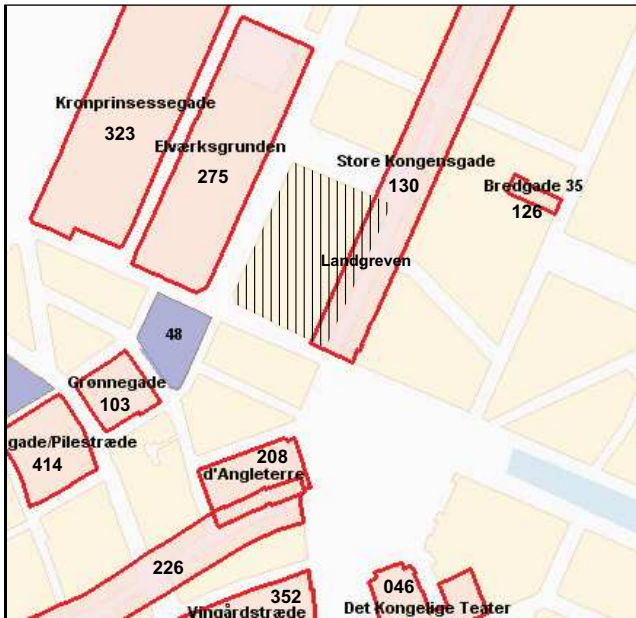 Kronprinsessegade
323
Elværksgrunden
275
Store Kongensgade
130
Bredgade 35
126
Landgreven
48
Grønnegade
103
gade/Pilestræde
414
208
d'Angleterre
226
352
Vingårdstræde
046
Det Kongelige Teater